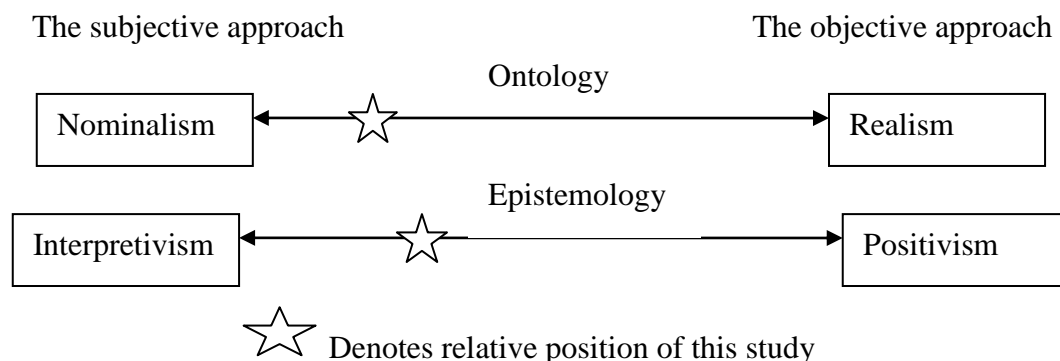 The subjective approach The objective approach
Ontology
Nominalism Realism
Epistemology
Interpretivism Positivism
Denotes relative position of this study